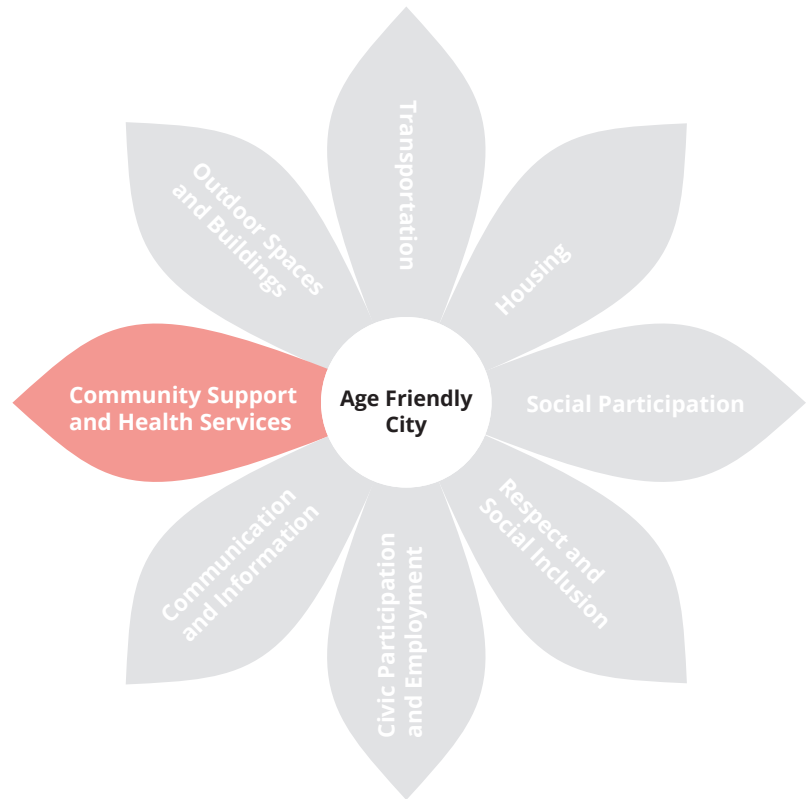 Transportation
Outdoor Spaces
and Buildings
Housing
Community Support
and Health Services
Age Friendly
City
Social Participation
Communication
and Information
Respect and
Social Inclusion
Civic Participation
and Employment